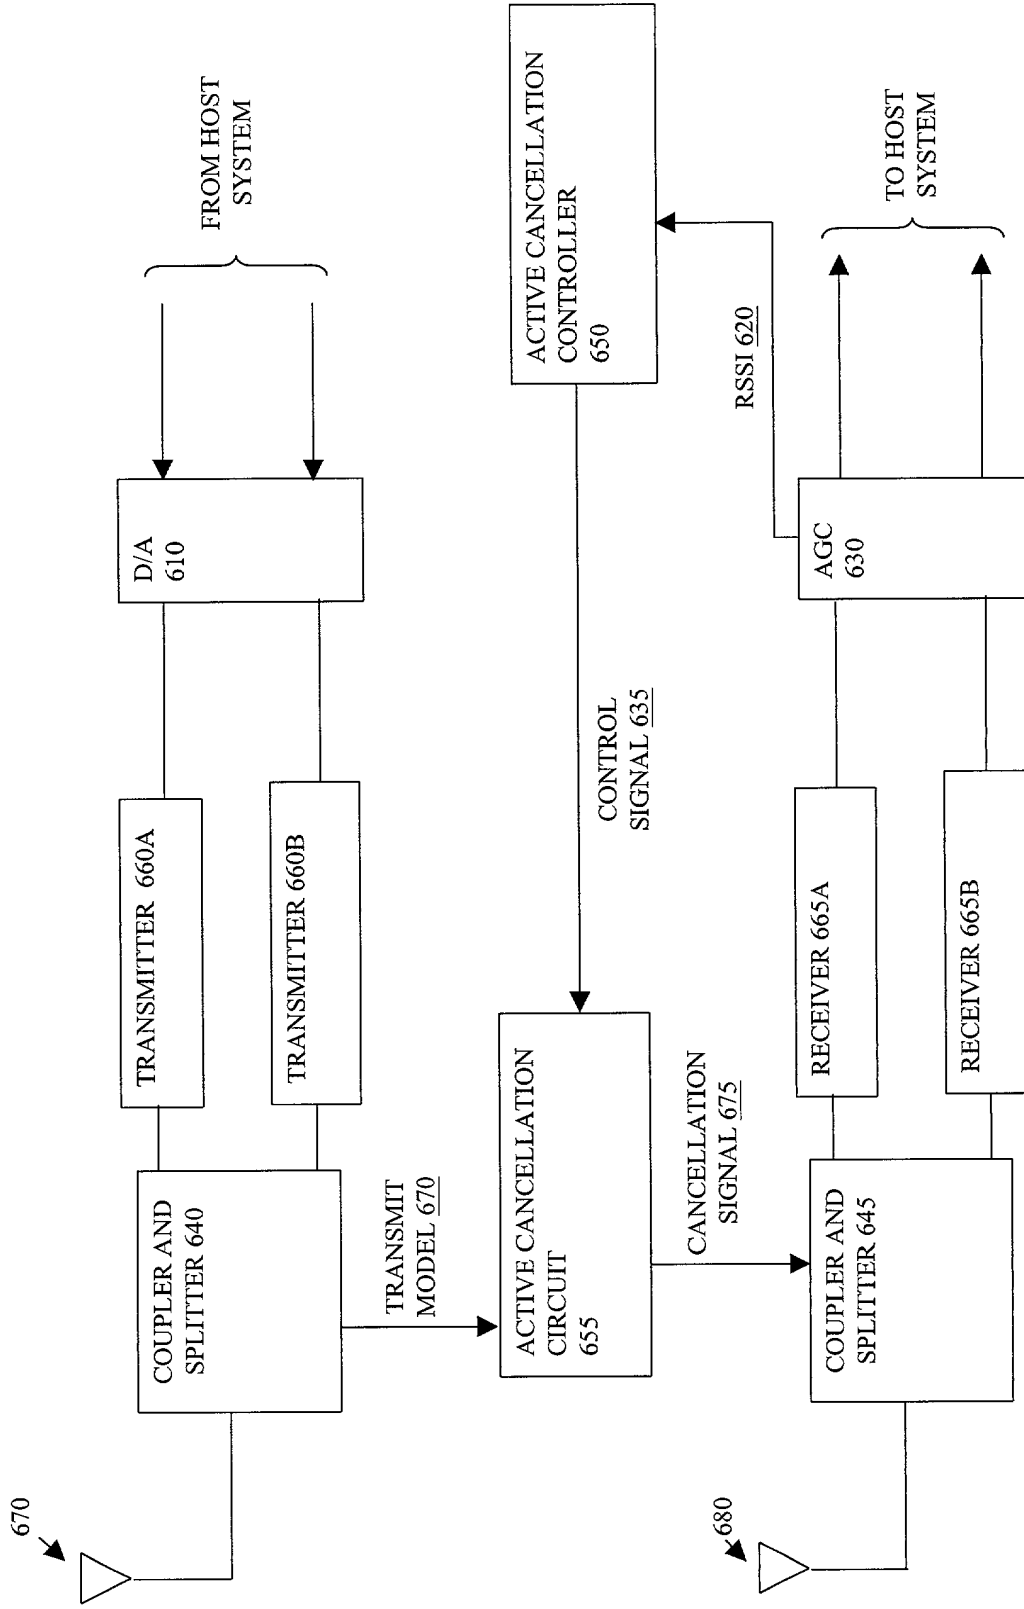 670
COUPLER AND
SPLITTER 640
TRANSMITTER 660A
TRANSMITTER 660B
D/A
610
FROM HOST
SYSTEM
TRANSMIT
MODEL 670
ACTIVE CANCELLATION
CIRCUIT
655
CONTROL
SIGNAL 635
ACTIVE CANCELLATION
CONTROLLER
650
CANCELLATION
SIGNAL 675
RSSI 620
680
COUPLER AND
SPLITTER 645
RECEIVER 665A
RECEIVER 665B
AGC
630
TO HOST
SYSTEM